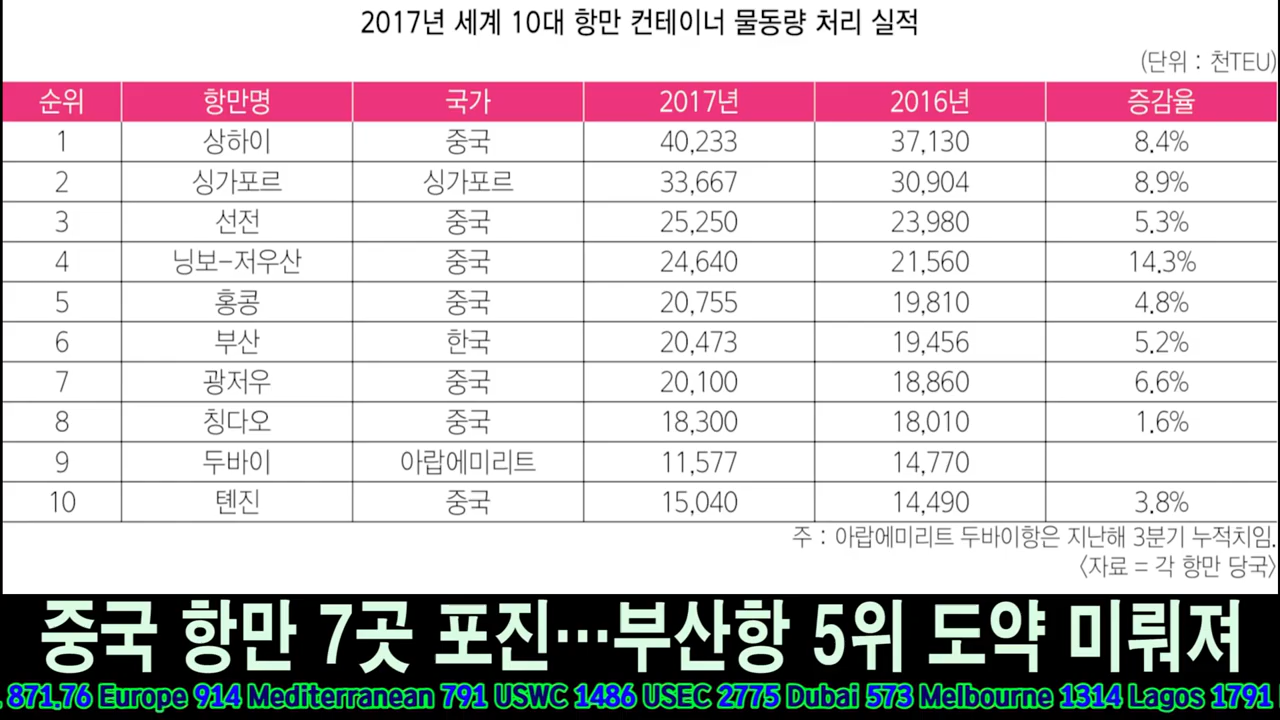 2017년 세계 10대 항만 컨테이너 물동량 처리 실적
(단위 : 천TEU)
순위 항만명 국가 2017년 2016년 증감율
1 상하이 중국 40,233 37,130 8.4%
2 싱가포르 싱가포르 33,667 30,904 8.9%
3 선전 중국 25,250 23,980 5.3%
4 닝보-저우산 중국 24,640 21,560 14.3%
5 홍콩 중국 20,755 19,810 4.8%
6 부산 한국 20,473 19,456 5.2%
7 광저우 중국 20,100 18,860 6.6%
8 칭다오 중국 18,300 18,010 1.6%
9 두바이 아랍에미리트 11,577 14,770
10 톈진 중국 15,040 14,490 3.8%
주 : 아랍에미리트 두바이항은 지난해 3분기 누적치임.
〈자료 = 각 항만 당국〉
중국 항만 7곳 포진…부산항 5위 도약 미뤄져
871.76 Europe 914 Mediterranean 791 USWC 1486 USEC 2775 Dubai 573 Melbourne 1314 Lagos 1791